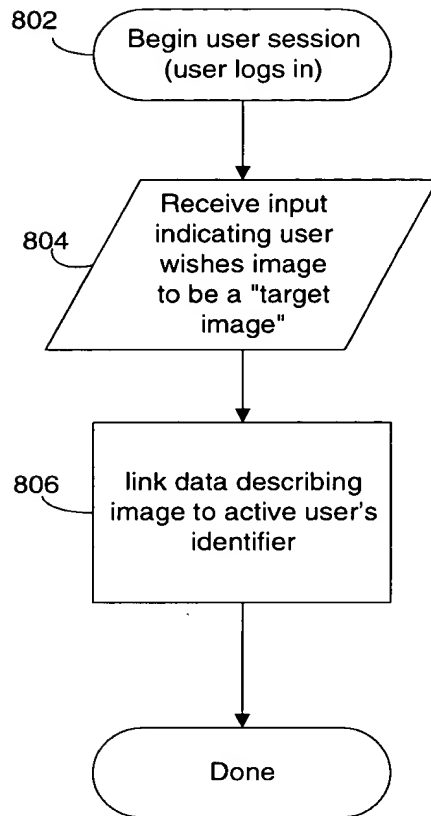 802
Begin user session
(user logs in)
804
Receive input
indicating user
wishes image
to be a "target
image"
806
link data describing
image to active user's
identifier
Done